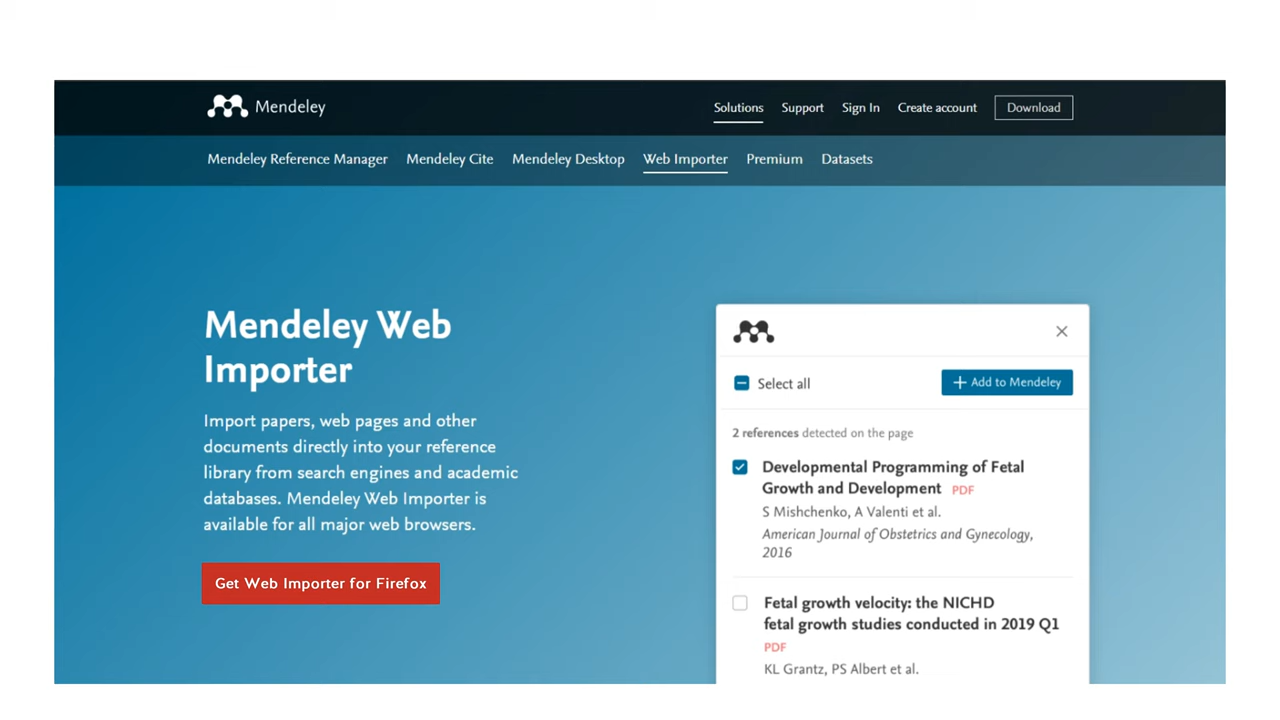 Mendeley
Solutions
Support
Sign In
Create account
Download
Mendeley Reference Manager
Mendeley Cite
Mendeley Desktop
Web Importer
Premium
Datasets
Mendeley Web
Importer
Import papers, web pages and other
documents directly into your reference
library from search engines and academic
databases. Mendeley Web Importer is
available for all major web browsers.
Get Web Importer for Firefox
Select all
+ Add to Mendeley
2 references detected on the page
Developmental Programming of Fetal
Growth and Development PDF
S Mishchenko, A Valenti et al.
American Journal of Obstetrics and Gynecology,
2016
Fetal growth velocity: the NICHD
fetal growth studies conducted in 2019 Q1
PDF
KL Grantz, PS Albert et al.